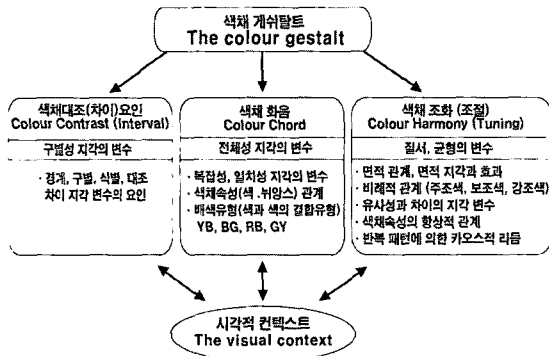 색채 게쉬탈트
The colour gestalt
색채대조(차이)요인
Colour Contrast (Interval)
구별성 지각의 변수
· 경계, 구별, 식별, 대조
차이 지각 변수의 요인
색채 화음
Colour Chord
전체성 지각의 변수
· 복잡성, 일치성 지각의 변수
· 색채속성(색 .뉘앙스) 관계
· 배색유형(색과 색의 결합유형)
YB, BG, RB, GY
색채 조화 (조절)
Colour Harmony (Tuning)
질서, 균형의 변수
· 면적 관계, 면적 지각과 효과
· 비례적 관계 (주조색, 보조색, 강조색)
· 유사성과 차이의 지각 변수
· 색채속성의 항상적 관계
· 반복 패턴에 의한 카오스적 리듬
시각적 컨텍스트
The visual context